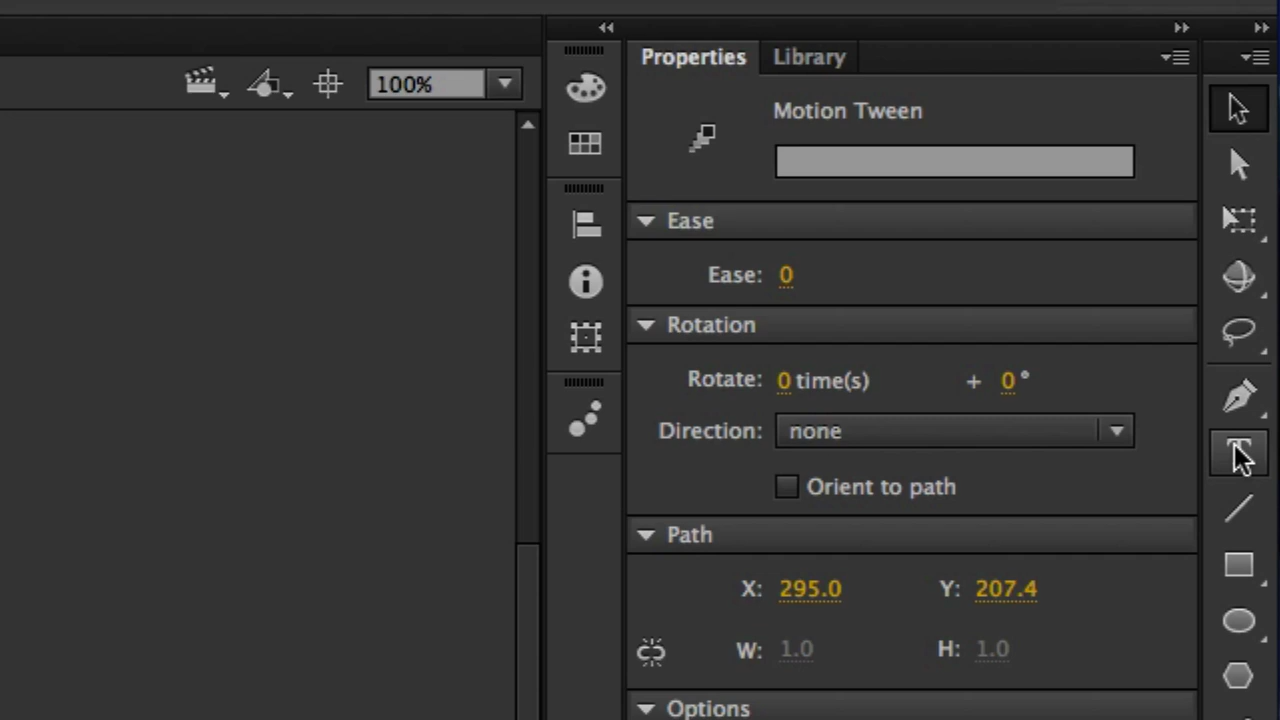 Properties Library
100%
Motion Tween
Ease
Ease: 0
Rotation
Rotate: 0 time(s) + 0°
Direction: none
Orient to path
Path
X: 295.0 Y: 207.4
W: 1.0 H: 1.0
Options